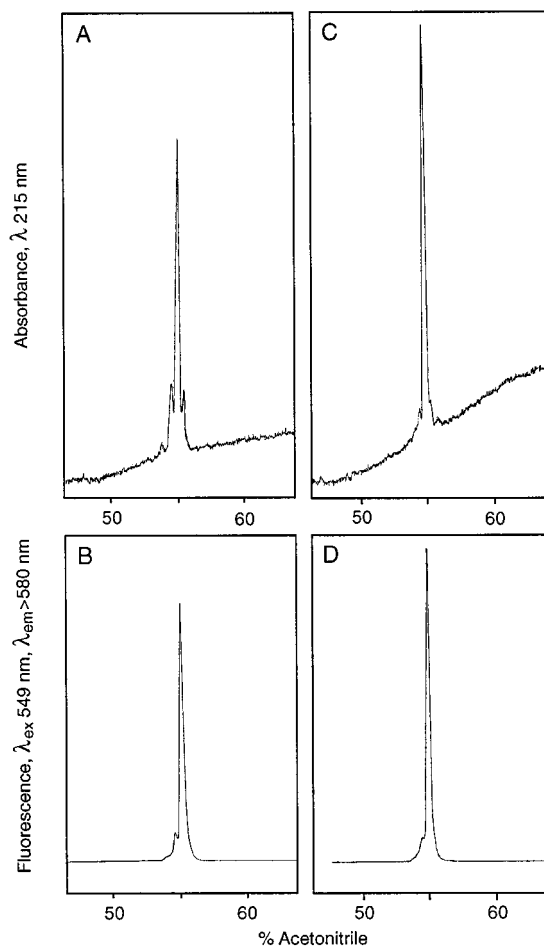 A
C
Absorbance, λ 215 nm
50
60
50
60
B
D
Fluorescence, λex 549 nm, λem>580 nm
50
60
50
60
% Acetonitrile